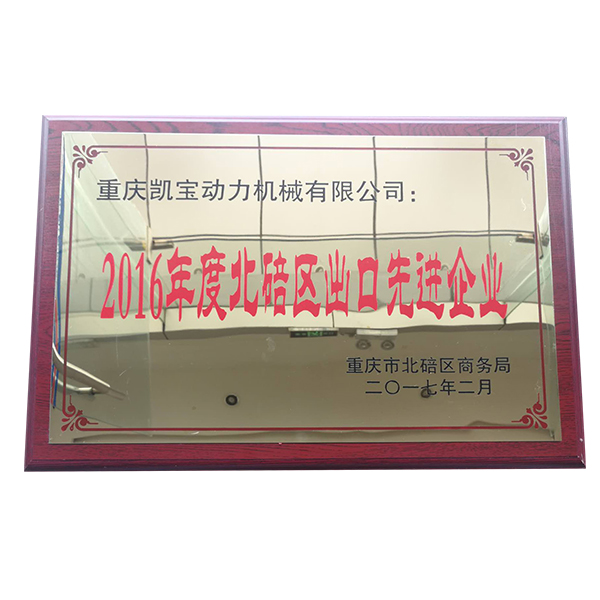 重庆凯宝动力机械有限公司：
2016年度北碚区出口先进企业
重庆市北碚区商务局
二〇一七年二月